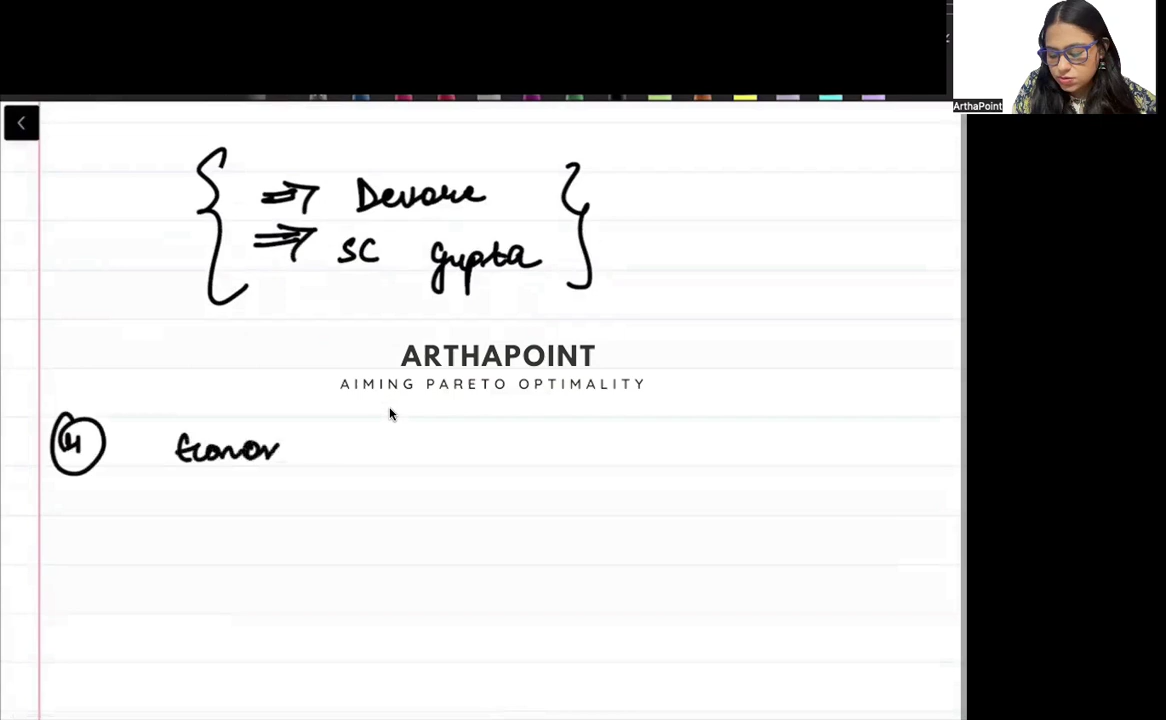 ArthaPoint
{ ⇒ Devore }
⇒ SC Gupta
ARTHAPOINT
AIMING PARETO OPTIMALITY
④ Econor